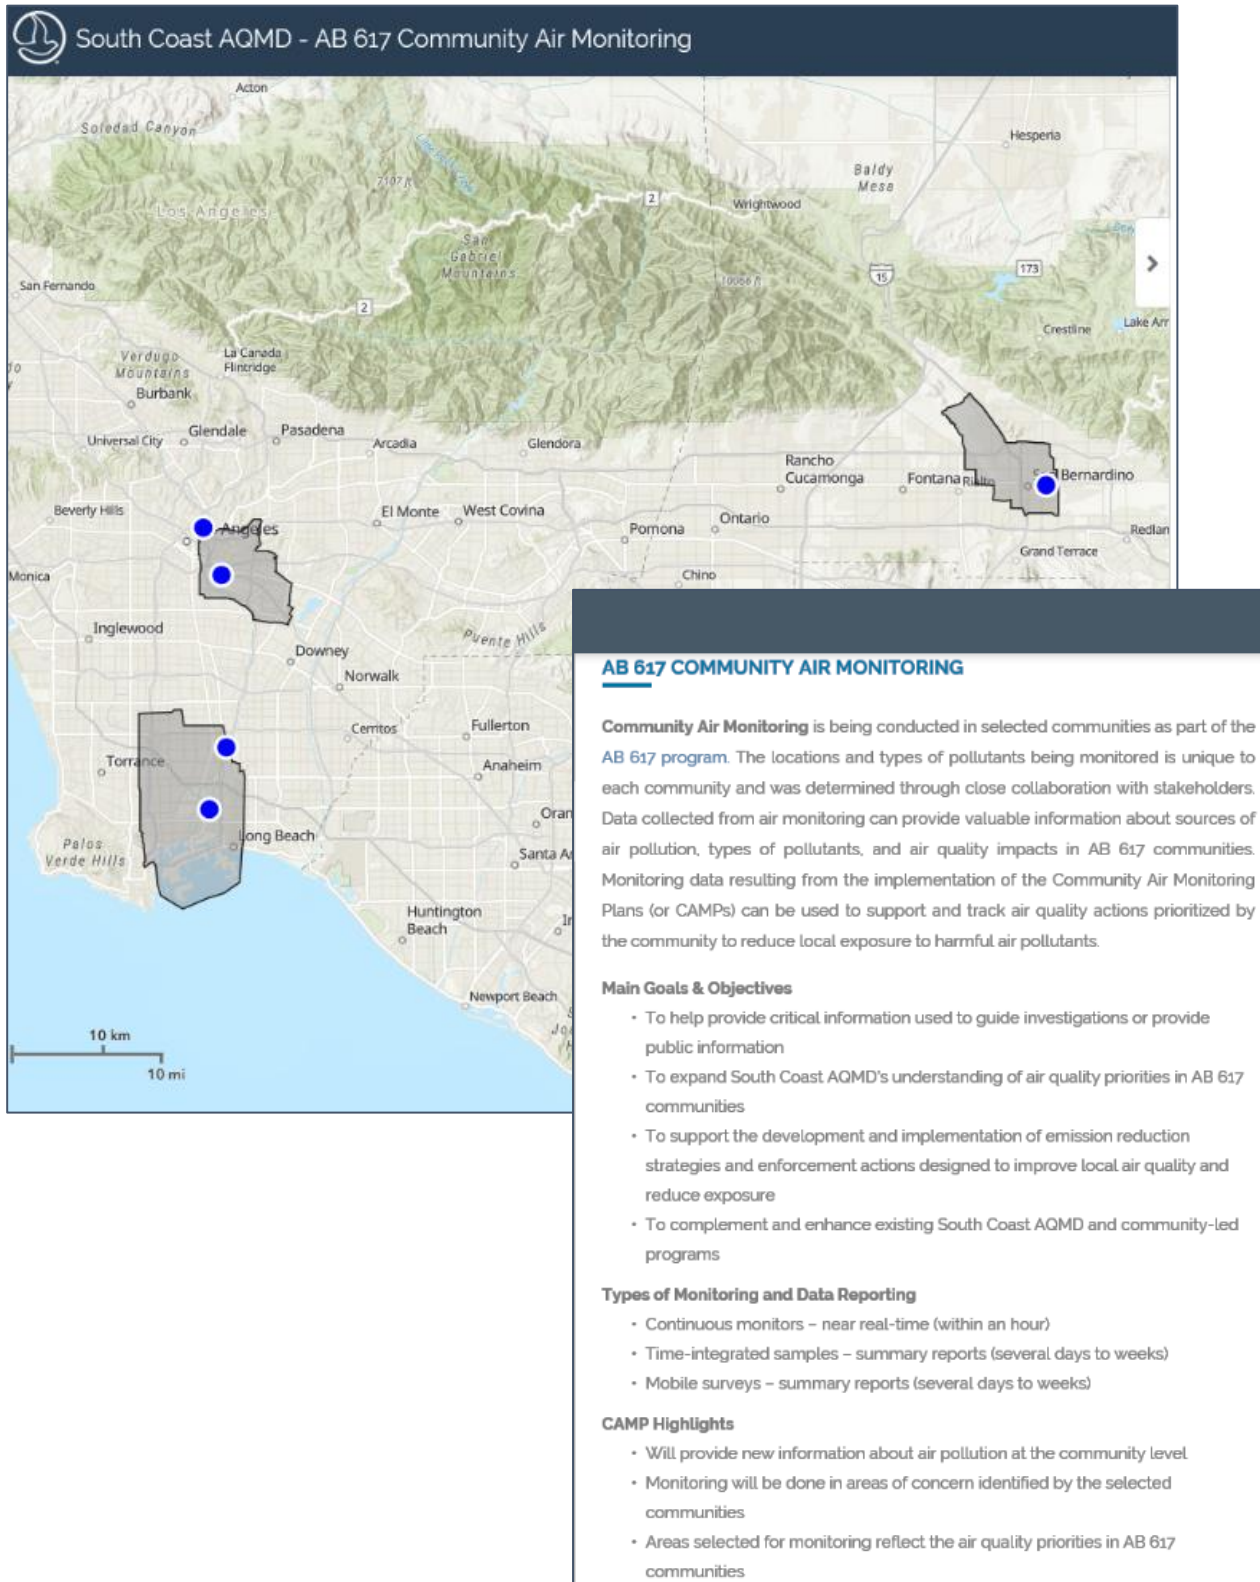 South Coast AQMD - AB 617 Community Air Monitoring
Acton
Soledad Canyon
Hesperia
Baldy
Mesa
7107 ft
Los Angeles
2
Wrightwood
San
Gabriel
Mountains
15
173
10066 ft
San Fernando
2
Crestline
Lake Arr
Verdugo
Mountains
La Canada
Flintridge
Burbank
Universal City
Glendale
Pasadena
Arcadia
Glendora
Rancho
Cucamonga
Fontana
Bernardino
Beverly Hills
Angeles
El Monte
West Covina
Pomona
Ontario
Redlan
Grand Terrace
Monica
Chino
Inglewood
Puente Hills
Downey
Norwalk
Cerritos
Fullerton
Torrance
Anaheim
Oran
Long Beach
Palos
Verde Hills
Santa A
Huntington
Beach
Newport Beach
10 km
10 mi
AB 617 COMMUNITY AIR MONITORING
Community Air Monitoring is being conducted in selected communities as part of the
AB 617 program. The locations and types of pollutants being monitored is unique to
each community and was determined through close collaboration with stakeholders.
Data collected from air monitoring can provide valuable information about sources of
air pollution, types of pollutants, and air quality impacts in AB 617 communities.
Monitoring data resulting from the implementation of the Community Air Monitoring
Plans (or CAMPs) can be used to support and track air quality actions prioritized by
the community to reduce local exposure to harmful air pollutants.
Main Goals & Objectives
• To help provide critical information used to guide investigations or provide
public information
• To expand South Coast AQMD's understanding of air quality priorities in AB 617
communities
• To support the development and implementation of emission reduction
strategies and enforcement actions designed to improve local air quality and
reduce exposure
• To complement and enhance existing South Coast AQMD and community-led
programs
Types of Monitoring and Data Reporting
• Continuous monitors – near real-time (within an hour)
• Time-integrated samples – summary reports (several days to weeks)
• Mobile surveys – summary reports (several days to weeks)
CAMP Highlights
• Will provide new information about air pollution at the community level
• Monitoring will be done in areas of concern identified by the selected
communities
• Areas selected for monitoring reflect the air quality priorities in AB 617
communities